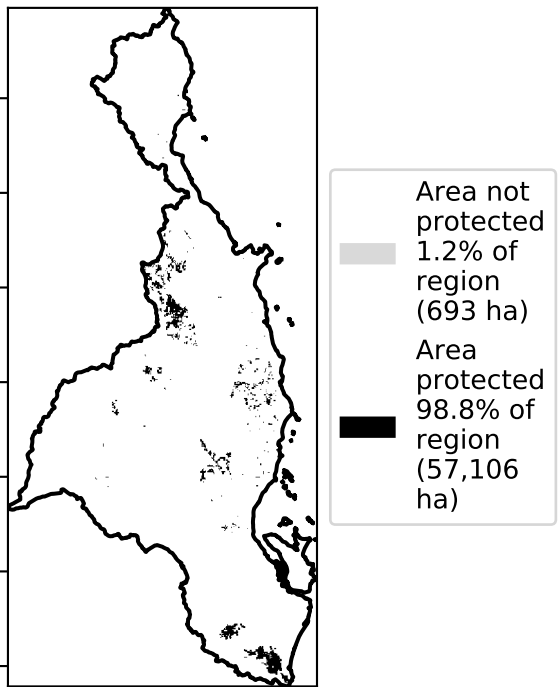 Area not
protected
1.2% of
region
(693 ha)
Area
protected
98.8% of
region
(57,106
ha)